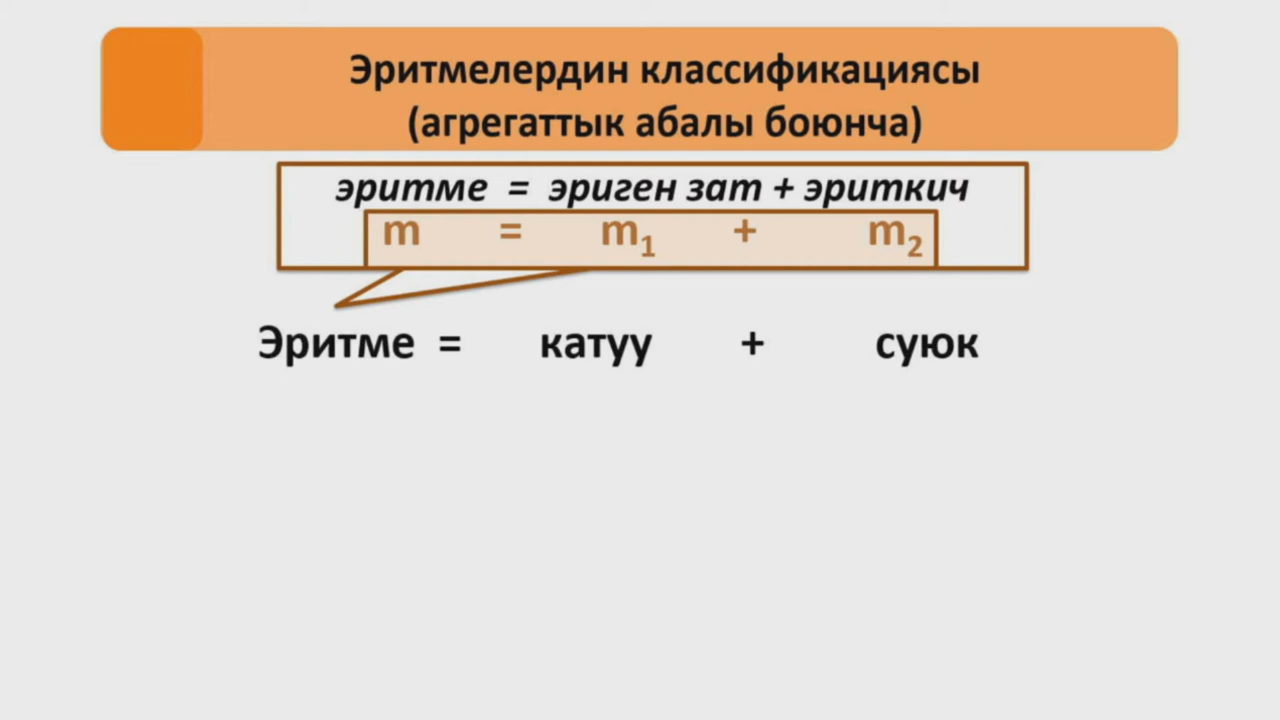 Эритмелердин классификациясы
(агрегаттык абалы боюнча)
эритме = эриген зат + эриткич
m = m₁ + m₂
Эритме = катуу + суюк